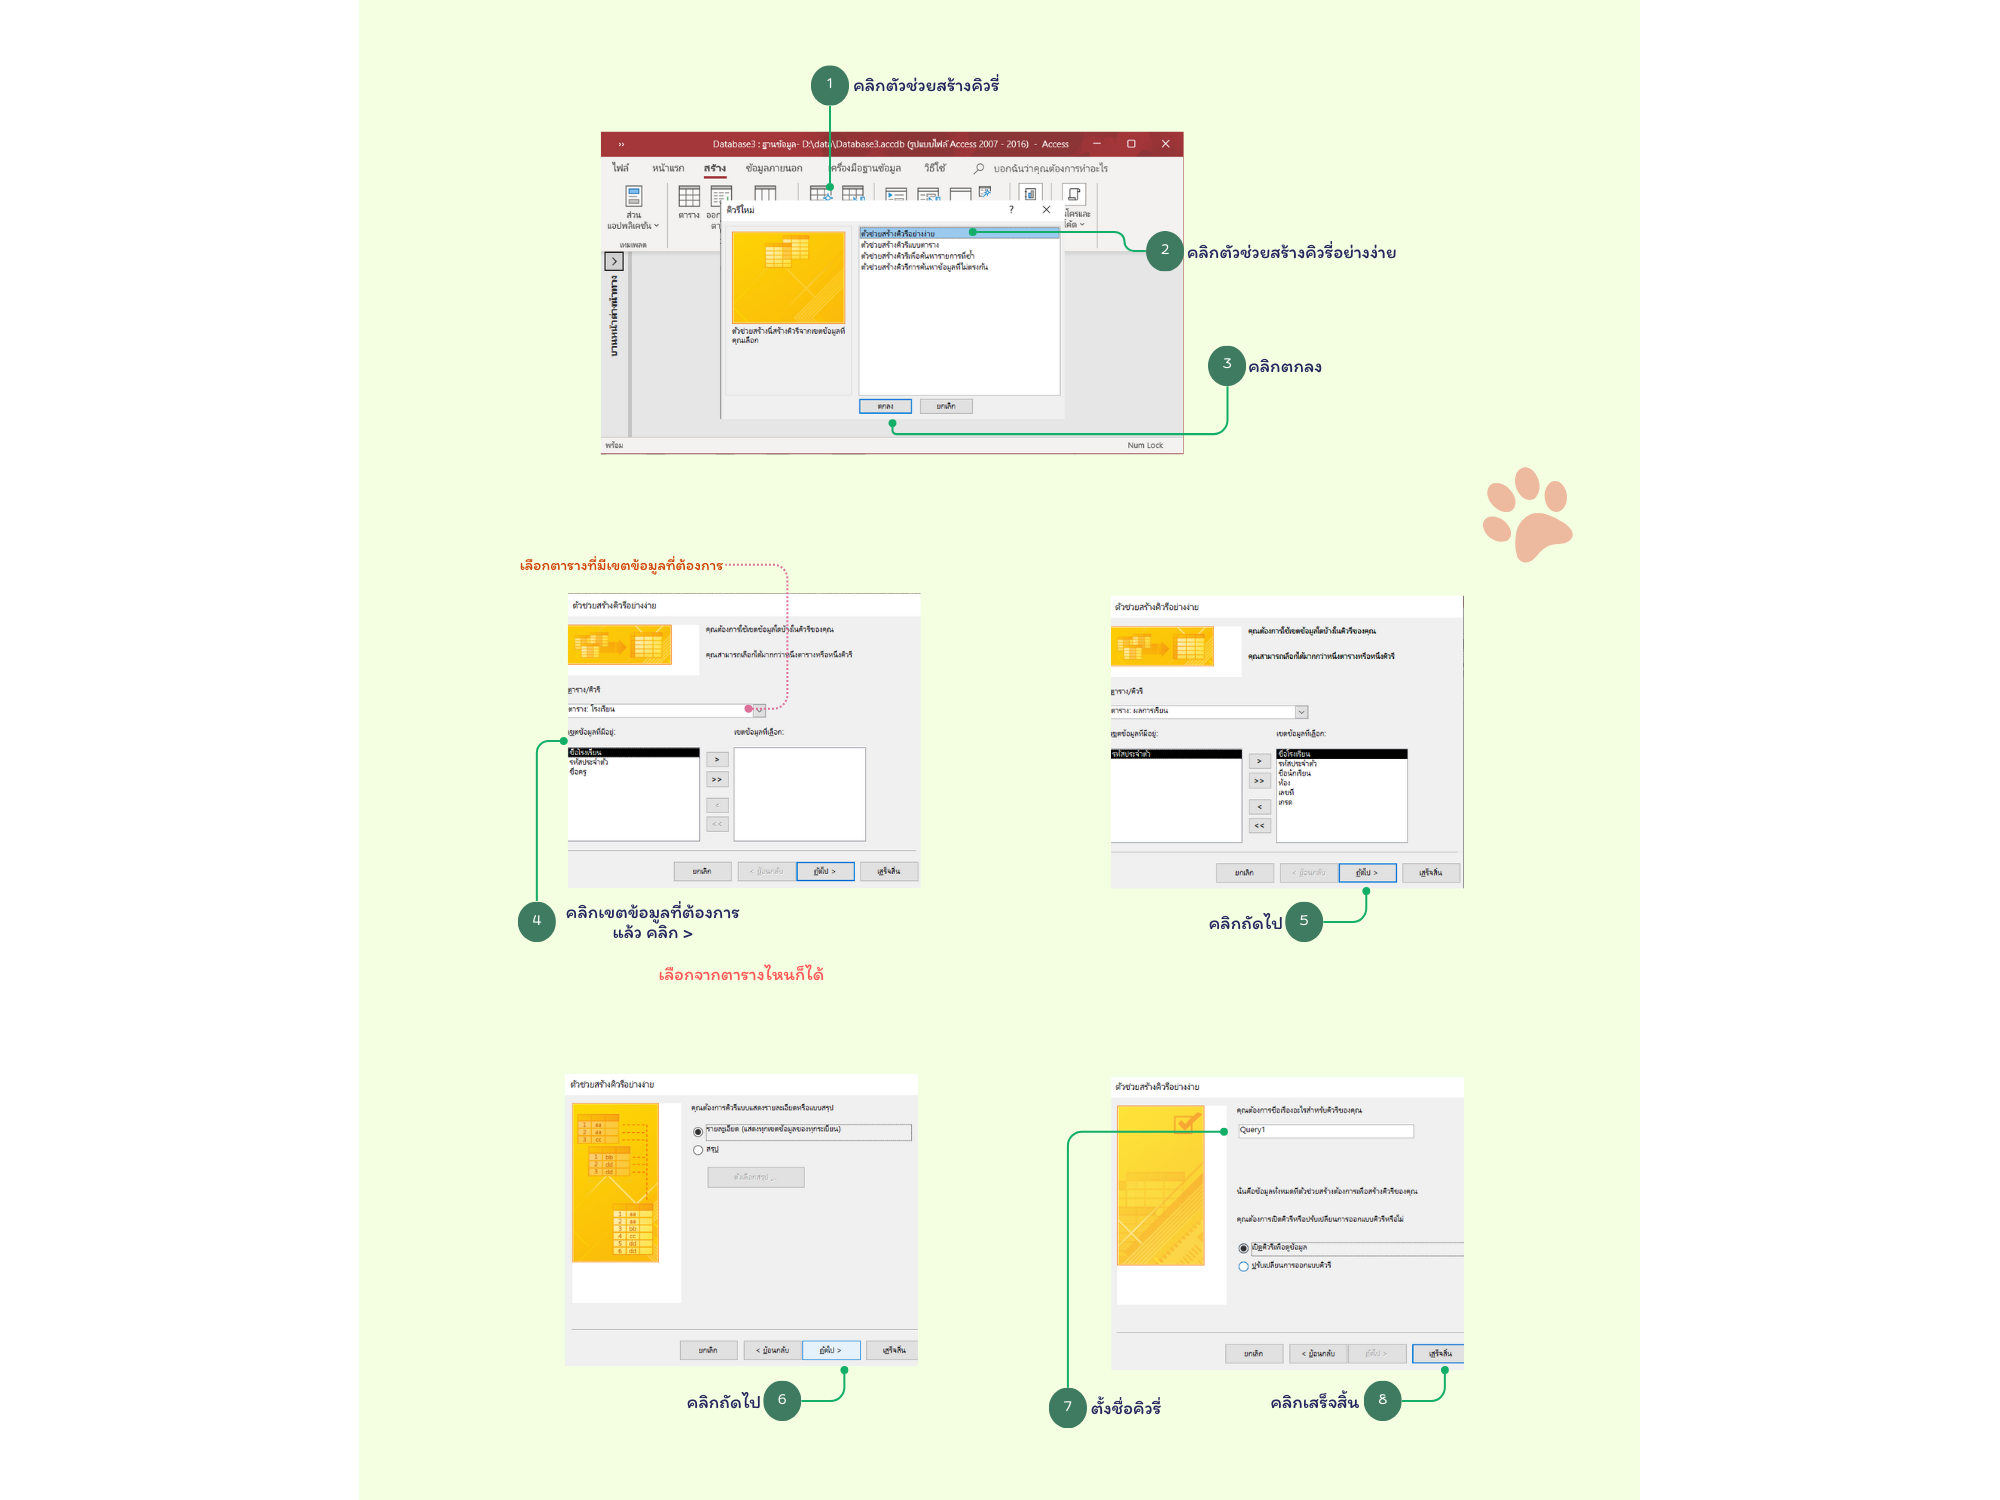 1 คลิกตัวช่วยสร้างคิวรี่
Database3 : ฐานข้อมูล- D:\data\Database3.accdb (รูปแบบไฟล์ Access 2007 - 2016) - Access
ไฟล์ หน้าแรก สร้าง ข้อมูลภายนอก เครื่องมือฐานข้อมูล วิธีใช้ บอกฉันว่าคุณต้องการทำอะไร
ส่วน
แอปพลิเคชัน
ตาราง
เทมเพลต
คิวรีใหม่ ?
ตัวช่วยสร้างคิวรีอย่างง่าย
ตัวช่วยสร้างคิวรีแบบตาราง
ตัวช่วยสร้างคิวรีเพื่อค้นหารายการที่ซ้ำ
ตัวช่วยสร้างคิวรีการค้นหาข้อมูลที่ไม่ตรงกัน
2 คลิกตัวช่วยสร้างคิวรี่อย่างง่าย
บานหน้าต่างนำทาง
ตัวช่วยสร้างนี้สร้างคิวรีจากเขตข้อมูลที่
คุณเลือก
3 คลิกตกลง
ตกลง ยกเลิก
พร้อม Num Lock
เลือกตารางที่มีเขตข้อมูลที่ต้องการ
ตัวช่วยสร้างคิวรีอย่างง่าย
คุณต้องการใช้เขตข้อมูลใดบ้างในคิวรีของคุณ
คุณสามารถเลือกได้มากกว่าหนึ่งตารางหรือหนึ่งคิวรี
ตาราง/คิวรี
ตาราง: โรงเรียน
เขตข้อมูลที่มีอยู่: เขตข้อมูลที่เลือก:
ชื่อโรงเรียน
รหัสประจำตัว
ชื่อครู
>
>>
<
<<
ยกเลิก < ย้อนกลับ ถัดไป > เสร็จสิ้น
4 คลิกเขตข้อมูลที่ต้องการ
แล้ว คลิก >
เลือกจากตารางไหนก็ได้
ตัวช่วยสร้างคิวรีอย่างง่าย
คุณต้องการใช้เขตข้อมูลใดบ้างในคิวรีของคุณ
คุณสามารถเลือกได้มากกว่าหนึ่งตารางหรือหนึ่งคิวรี
ตาราง/คิวรี
ตาราง: ผลการเรียน
เขตข้อมูลที่มีอยู่: เขตข้อมูลที่เลือก:
รหัสประจำตัว
>
>>
<
<<
ชื่อโรงเรียน
รหัสประจำตัว
ชื่อนักเรียน
ห้อง
เลขที่
เกรด
ยกเลิก < ย้อนกลับ ถัดไป > เสร็จสิ้น
คลิกถัดไป 5
ตัวช่วยสร้างคิวรีอย่างง่าย
คุณต้องการคิวรีแบบแสดงรายละเอียดหรือแบบสรุป
รายละเอียด (แสดงทุกเขตข้อมูลของทุกระเบียน)
สรุป
ตัวเลือกสรุป ...
1 aa
2 aa
3 cc
1 bb
2 dd
3 dd
1 aa
2 aa
3 bb
4 cc
5 dd
6 dd
ยกเลิก < ย้อนกลับ ถัดไป > เสร็จสิ้น
คลิกถัดไป 6
ตัวช่วยสร้างคิวรีอย่างง่าย
คุณต้องการชื่อเรื่องอะไรสำหรับคิวรีของคุณ
Query1
นั่นคือข้อมูลทั้งหมดที่ตัวช่วยสร้างต้องการเพื่อสร้างคิวรีของคุณ
คุณต้องการเปิดคิวรีหรือปรับเปลี่ยนการออกแบบคิวรีหรือไม่
เปิดคิวรีเพื่อดูข้อมูล
ปรับเปลี่ยนการออกแบบคิวรี
ยกเลิก < ย้อนกลับ ถัดไป > เสร็จสิ้น
7 ตั้งชื่อคิวรี่
คลิกเสร็จสิ้น 8